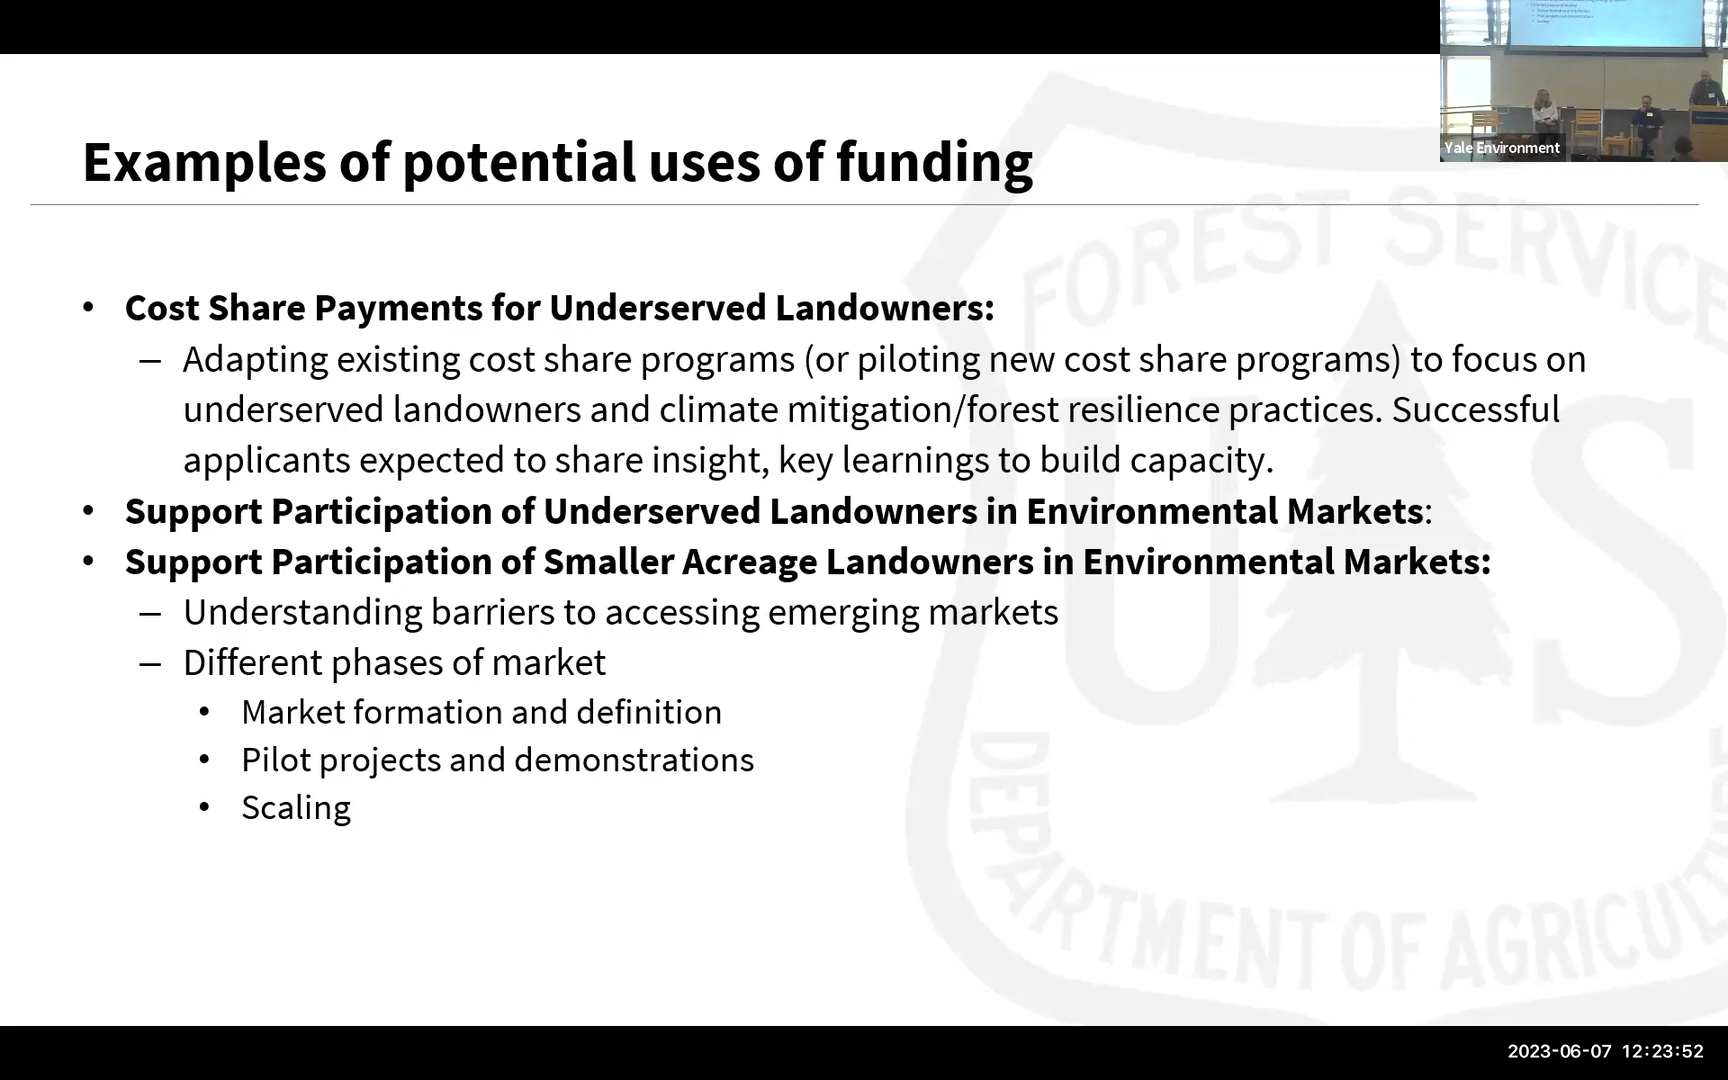 Yale Environment
Examples of potential uses of funding
• Cost Share Payments for Underserved Landowners:
– Adapting existing cost share programs (or piloting new cost share programs) to focus on
underserved landowners and climate mitigation/forest resilience practices. Successful
applicants expected to share insight, key learnings to build capacity.
• Support Participation of Underserved Landowners in Environmental Markets:
• Support Participation of Smaller Acreage Landowners in Environmental Markets:
– Understanding barriers to accessing emerging markets
– Different phases of market
• Market formation and definition
• Pilot projects and demonstrations
• Scaling
FOREST SERVICE
U S
DEPARTMENT OF AGRICU
2023-06-07 12:23:52